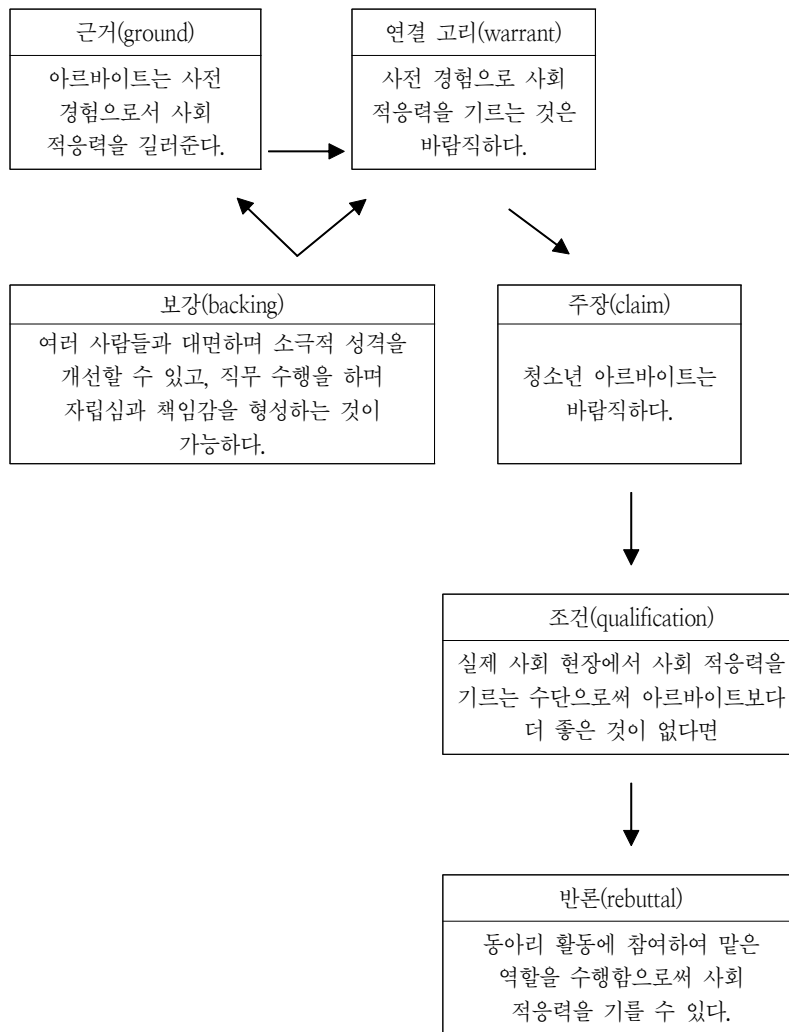 근거(ground)
아르바이트는 사전
경험으로서 사회
적응력을 길러준다.
연결 고리(warrant)
사전 경험으로 사회
적응력을 기르는 것은
바람직하다.
보강(backing)
여러 사람들과 대면하며 소극적 성격을
개선할 수 있고, 직무 수행을 하며
자립심과 책임감을 형성하는 것이
가능하다.
주장(claim)
청소년 아르바이트는
바람직하다.
조건(qualification)
실제 사회 현장에서 사회 적응력을
기르는 수단으로써 아르바이트보다
더 좋은 것이 없다면
반론(rebuttal)
동아리 활동에 참여하여 맡은
역할을 수행함으로써 사회
적응력을 기를 수 있다.